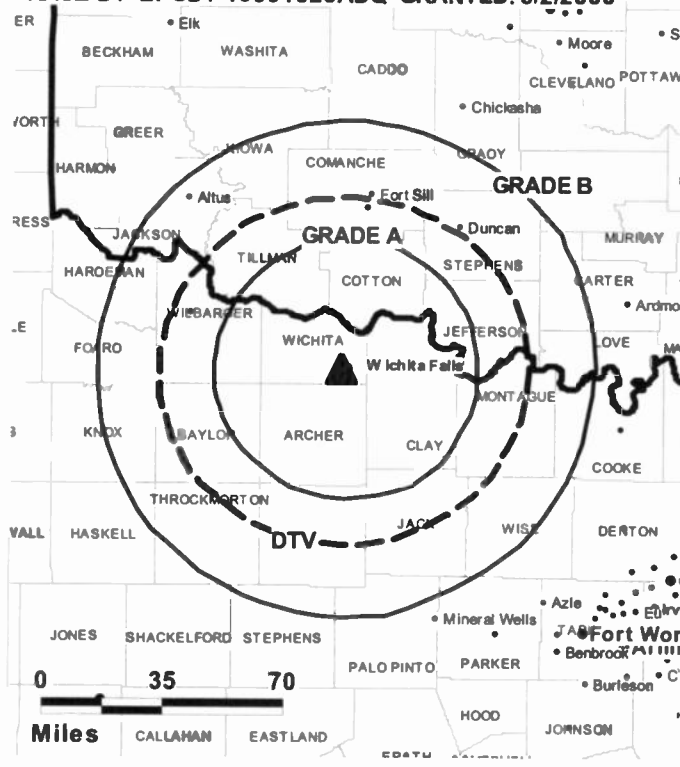 ER
Elk
Moore
BECKHAM
WASHITA
CADDO
CLEVELAND
POTTAW
Chickasha
WORTH
GREER
KIOWA
COMANCHE
GRADY
HARMON
GRADE B
Altus
Fort Sill
RESS
JACKSON
GRADE A
Duncan
MURRAY
HARDEMAN
TILLMAN
STEPHENS
COTTON
CARTER
WILBARGER
Ardmo
LE
WICHITA
JEFFERSON
FOARD
LOVE
MA
Wichita Falls
MONTAGUE
KNOX
BAYLOR
ARCHER
CLAY
COOKE
THROCKMORTON
JACK
WISE
WALL
HASKELL
DTV
DENTON
Azle
Mineral Wells
JONES
SHACKELFORD
STEPHENS
Fort Wor
Benbrook
PALO PINTO
PARKER
0 35 70
Burleson
HOOD
Miles
CALLAHAN
EASTLAND
JOHNSON